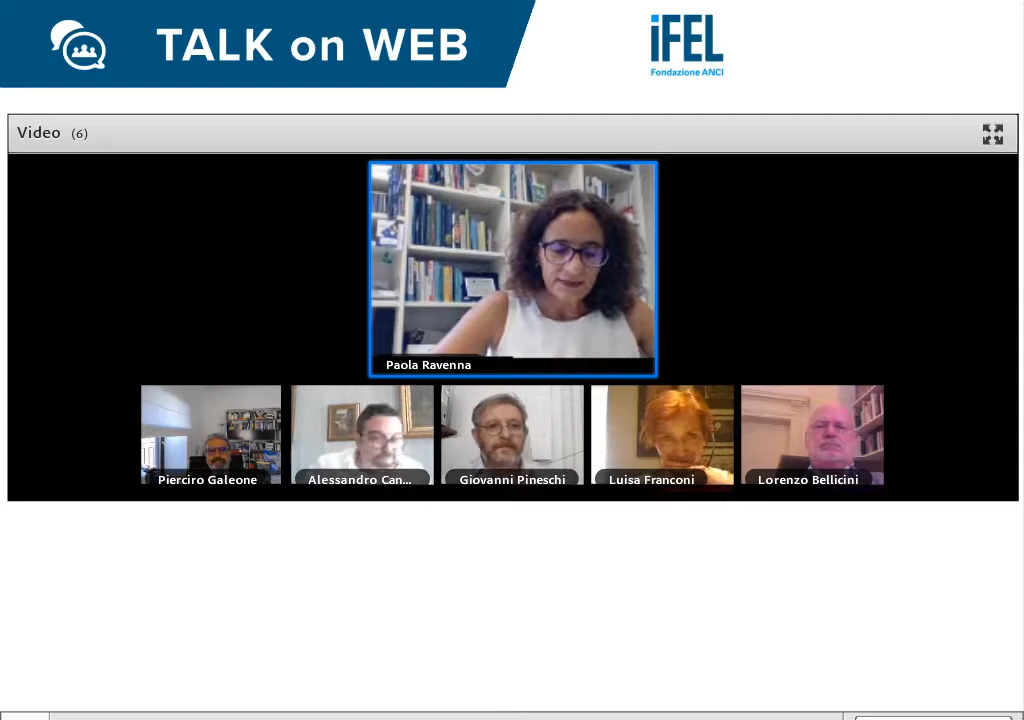 TALK on WEB
iFEL
Fondazione ANCI
Video (6)
Paola Ravenna
Pierciro Galeone
Alessandro Can...
Giovanni Pineschi
Luisa Franconi
Lorenzo Bellicini